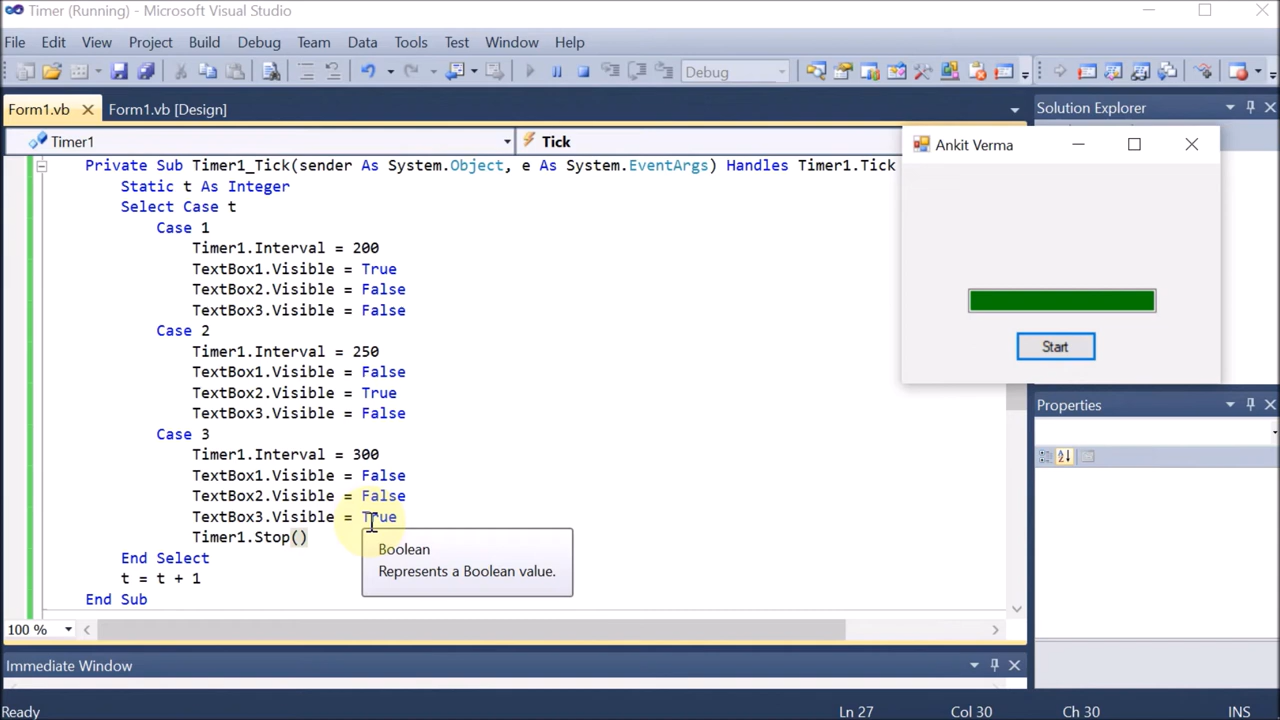 Timer (Running) - Microsoft Visual Studio
File Edit View Project Build Debug Team Data Tools Test Window Help
Debug
Form1.vb Form1.vb [Design]
Solution Explorer
Timer1 Tick
Ankit Verma
Private Sub Timer1_Tick(sender As System.Object, e As System.EventArgs) Handles Timer1.Tick
Static t As Integer
Select Case t
Case 1
Timer1.Interval = 200
TextBox1.Visible = True
TextBox2.Visible = False
TextBox3.Visible = False
Case 2
Timer1.Interval = 250
TextBox1.Visible = False
TextBox2.Visible = True
TextBox3.Visible = False
Case 3
Timer1.Interval = 300
TextBox1.Visible = False
TextBox2.Visible = False
TextBox3.Visible = True
Timer1.Stop()
End Select
t = t + 1
End Sub
Boolean
Represents a Boolean value.
Start
Properties
100 %
Immediate Window
Ready Ln 27 Col 30 Ch 30 INS